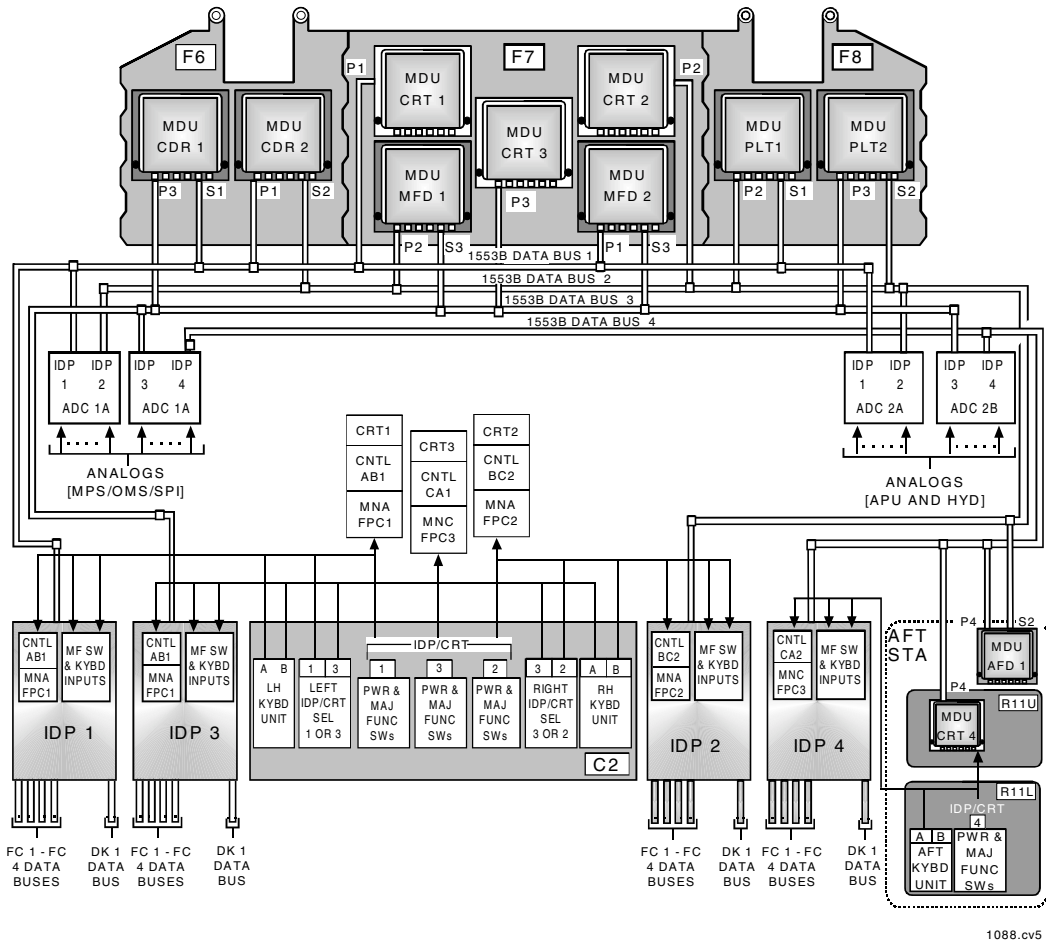 F6
F7
F8
P1
P2
MDU
CRT 1
MDU
CRT 2
MDU
CDR 1
MDU
CDR 2
MDU
CRT 3
MDU
PLT1
MDU
PLT2
MDU
MFD 1
MDU
MFD 2
P3
S1
P1
S2
P3
P2
S1
P3
S2
P2
S3
P1
S3
1553B DATA BUS 1
1553B DATA BUS 2
1553B DATA BUS 3
1553B DATA BUS 4
IDP
1
IDP
2
ADC 1A
IDP
3
IDP
4
ADC 1A
IDP
1
IDP
2
ADC 2A
IDP
3
IDP
4
ADC 2B
ANALOGS
[MPS/OMS/SPI]
ANALOGS
[APU AND HYD]
CRT1
CNTL
AB1
MNA
FPC1
CRT3
CNTL
CA1
MNC
FPC3
CRT2
CNTL
BC2
MNA
FPC2
CNTL
AB1
MNA
FPC1
MF SW
& KYBD
INPUTS
IDP 1
CNTL
AB1
MNA
FPC1
MF SW
& KYBD
INPUTS
IDP 3
A B
LH
KYBD
UNIT
1 3
LEFT
IDP/CRT
SEL
1 OR 3
IDP/CRT
1
PWR &
MAJ
FUNC
SWs
3
PWR &
MAJ
FUNC
SWs
2
PWR &
MAJ
FUNC
SWs
3 2
RIGHT
IDP/CRT
SEL
3 OR 2
A B
RH
KYBD
UNIT
C2
CNTL
BC2
MNA
FPC2
MF SW
& KYBD
INPUTS
IDP 2
CNTL
CA2
MNC
FPC3
MF SW
& KYBD
INPUTS
IDP 4
AFT
STA
P4
S2
MDU
AFD 1
P4
R11U
MDU
CRT 4
R11L
IDP/CRT
4
A B
AFT
KYBD
UNIT
PWR &
MAJ
FUNC
SWs
FC 1 - FC
4 DATA
BUSES
DK 1
DATA
BUS
FC 1 - FC
4 DATA
BUSES
DK 1
DATA
BUS
FC 1 - FC
4 DATA
BUSES
DK 1
DATA
BUS
FC 1 - FC
4 DATA
BUSES
DK 1
DATA
BUS
1088.cv5